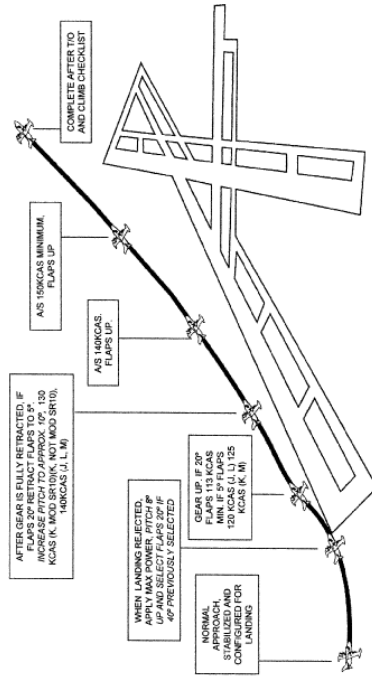 COMPLETE AFTER T/O
AND CLIMB CHECKLIST
A/S 150KCAS MINIMUM,
FLAPS UP
A/S 140KCAS.
FLAPS UP.
AFTER GEAR IS FULLY RETRACTED, IF
FLAPS 20° RETRACT FLAPS TO 5°.
INCREASE PITCH TO APPROX. 10°, 130
KCAS (K, MOD SR10)(K, NOT MOD SR10),
140KCAS (J, L, M)
GEAR UP. IF 20°
FLAPS 113 KCAS
MIN. IF 5° FLAPS
120 KCAS (J, L) 125
KCAS (K, M)
WHEN LANDING REJECTED,
APPLY MAX POWER, PITCH 8°
UP AND SELECT FLAPS 20° IF
40° PREVIOUSLY SELECTED
NORMAL
APPROACH,
STABILIZED AND
CONFIGURED FOR
LANDING